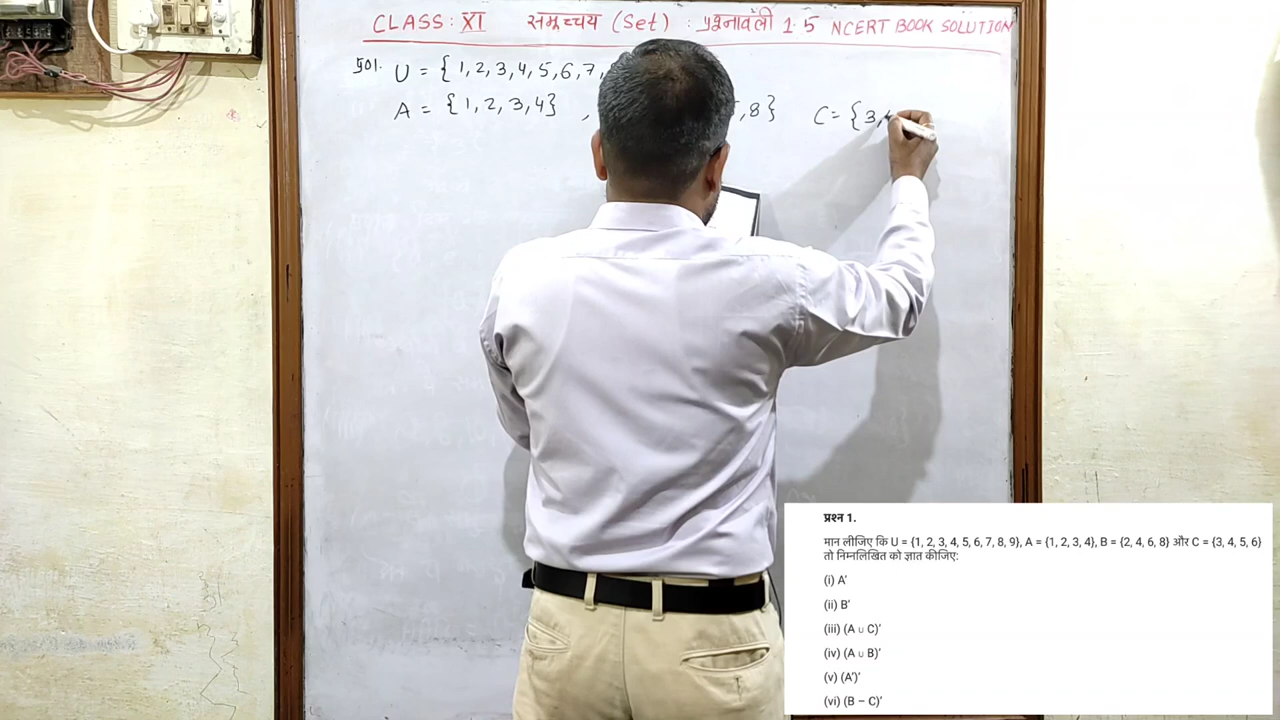 CLASS: XI समूच्चय (Set) : प्रश्नावली 1.5 NCERT BOOK SOLUTION
प्र01. U = { 1, 2, 3, 4, 5, 6, 7,
A = { 1, 2, 3, 4} , ,8} C = { 3,4
प्रश्न 1.
मान लीजिए कि U = {1, 2, 3, 4, 5, 6, 7, 8, 9}, A = {1, 2, 3, 4}, B = {2, 4, 6, 8} और C = {3, 4, 5, 6}
तो निम्नलिखित को ज्ञात कीजिए:
(i) A′
(ii) B′
(iii) (A ∪ C)′
(iv) (A ∪ B)′
(v) (A′)′
(vi) (B – C)′